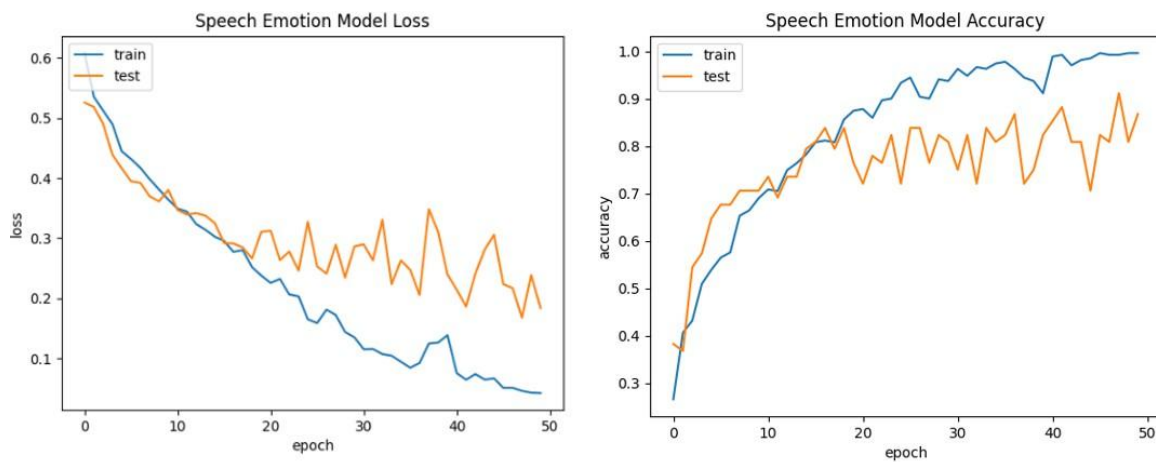 Speech Emotion Model Loss
train
test
0.6
0.5
0.4
0.3
0.2
0.1
loss
0 10 20 30 40 50
epoch
Speech Emotion Model Accuracy
train
test
1.0
0.9
0.8
0.7
0.6
0.5
0.4
0.3
accuracy
0 10 20 30 40 50
epoch